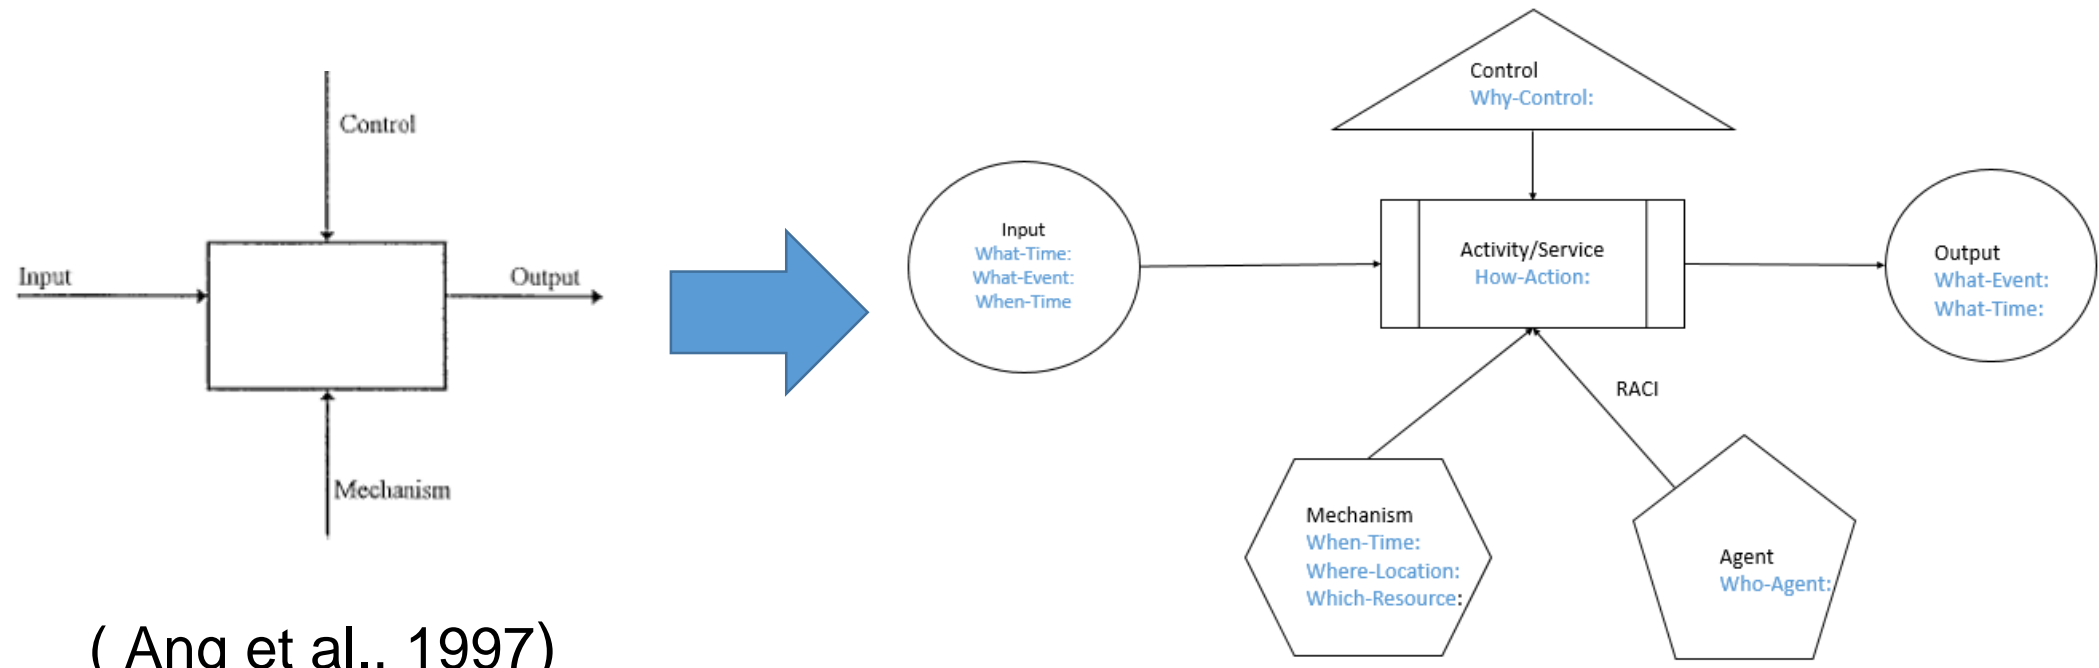 Control
Input
Output
Mechanism
( Ang et al., 1997)
Control
Why-Control:
Input
What-Time:
What-Event:
When-Time
Activity/Service
How-Action:
Output
What-Event:
What-Time:
RACI
Mechanism
When-Time:
Where-Location:
Which-Resource:
Agent
Who-Agent: